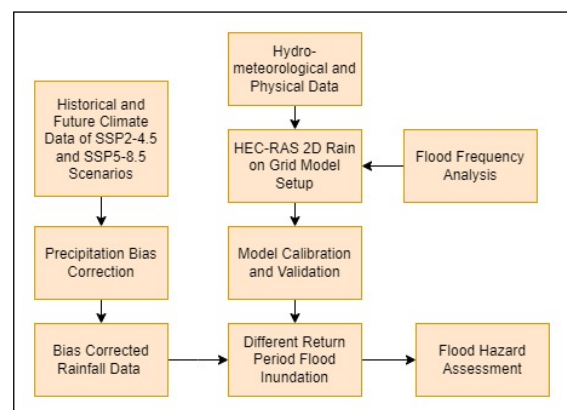 Hydro-
meteorological and
Physical Data
Historical and
Future Climate
Data of SSP2-4.5
and SSP5-8.5
Scenarios
HEC-RAS 2D Rain
on Grid Model
Setup
Flood Frequency
Analysis
Precipitation Bias
Correction
Model Calibration
and Validation
Bias Corrected
Rainfall Data
Different Return
Period Flood
Inundation
Flood Hazard
Assessment